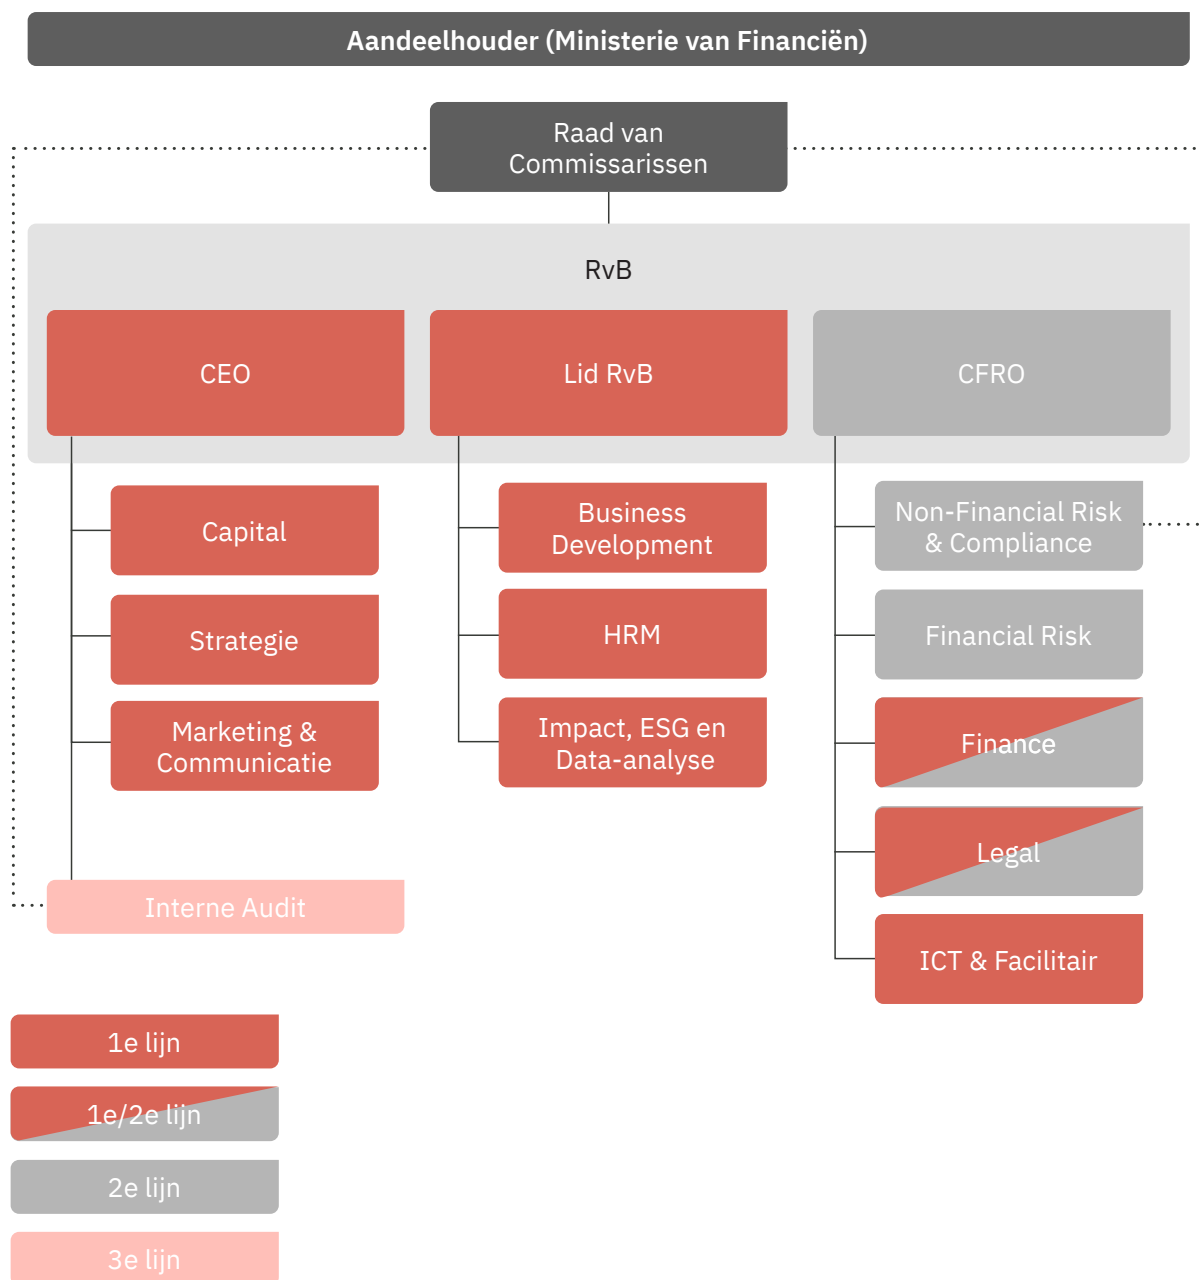 Aandeelhouder (Ministerie van Financiën)
Raad van
Commissarissen
RvB
CEO
Lid RvB
CFRO
Capital
Strategie
Marketing &
Communicatie
Interne Audit
Business
Development
HRM
Impact, ESG en
Data-analyse
Non-Financial Risk
& Compliance
Financial Risk
Finance
Legal
ICT & Facilitair
1e lijn
1e/2e lijn
2e lijn
3e lijn